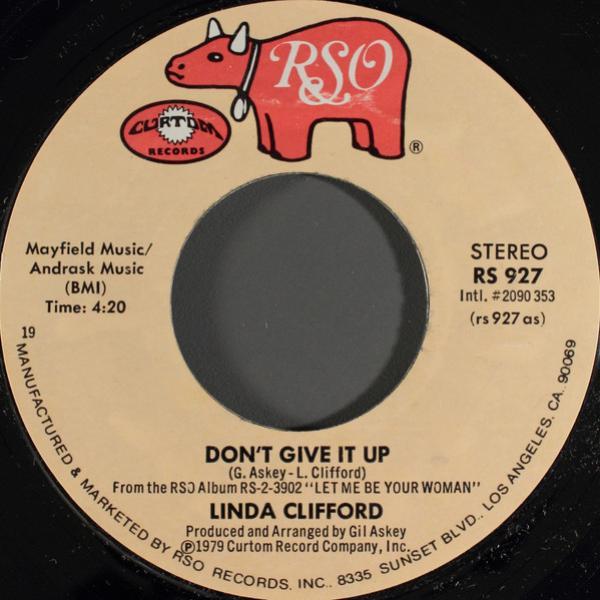 RSO
®
CURTOM
RECORDS
Mayfield Music/
Andrask Music
(BMI)
Time: 4:20
STEREO
RS 927
Intl. #2090 353
(rs 927 as)
19
DON'T GIVE IT UP
(G. Askey - L. Clifford)
From the RSO Album RS-2-3902 "LET ME BE YOUR WOMAN"
LINDA CLIFFORD
Produced and Arranged by Gil Askey
℗1979 Curtom Record Company, Inc.
MANUFACTURED & MARKETED BY RSO RECORDS, INC., 8335 SUNSET BLVD., LOS ANGELES, CA. 90069